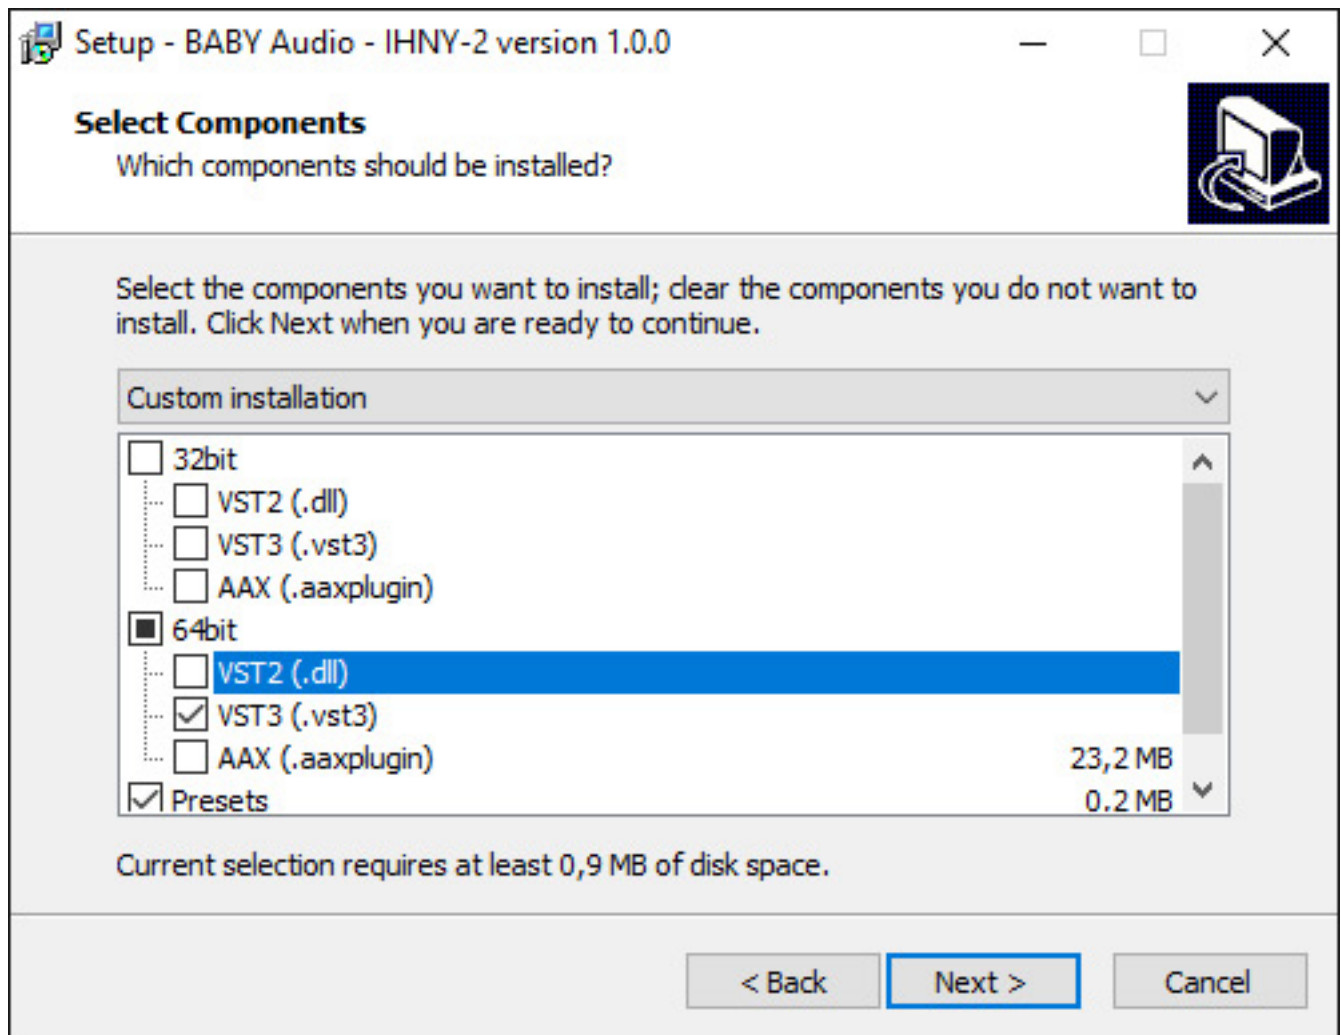 Setup - BABY Audio - IHNY-2 version 1.0.0
Select Components
Which components should be installed?
Select the components you want to install; clear the components you do not want to
install. Click Next when you are ready to continue.
Custom installation
32bit
VST2 (.dll)
VST3 (.vst3)
AAX (.aaxplugin)
64bit
VST2 (.dll)
VST3 (.vst3)
AAX (.aaxplugin) 23,2 MB
Presets 0,2 MB
Current selection requires at least 0,9 MB of disk space.
< Back Next > Cancel